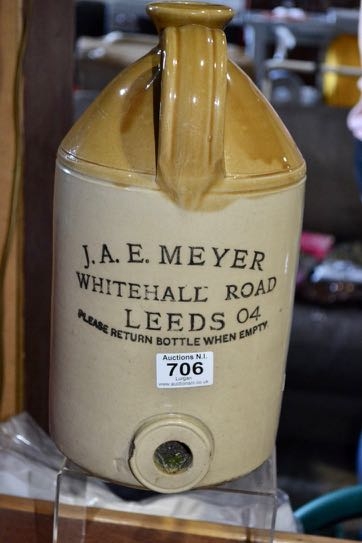 J. A. E. MEYER
WHITEHALL ROAD
LEEDS 04
PLEASE RETURN BOTTLE WHEN EMPTY
Auctions N.I.
706
Lurgan
www.auctionsni.co.uk